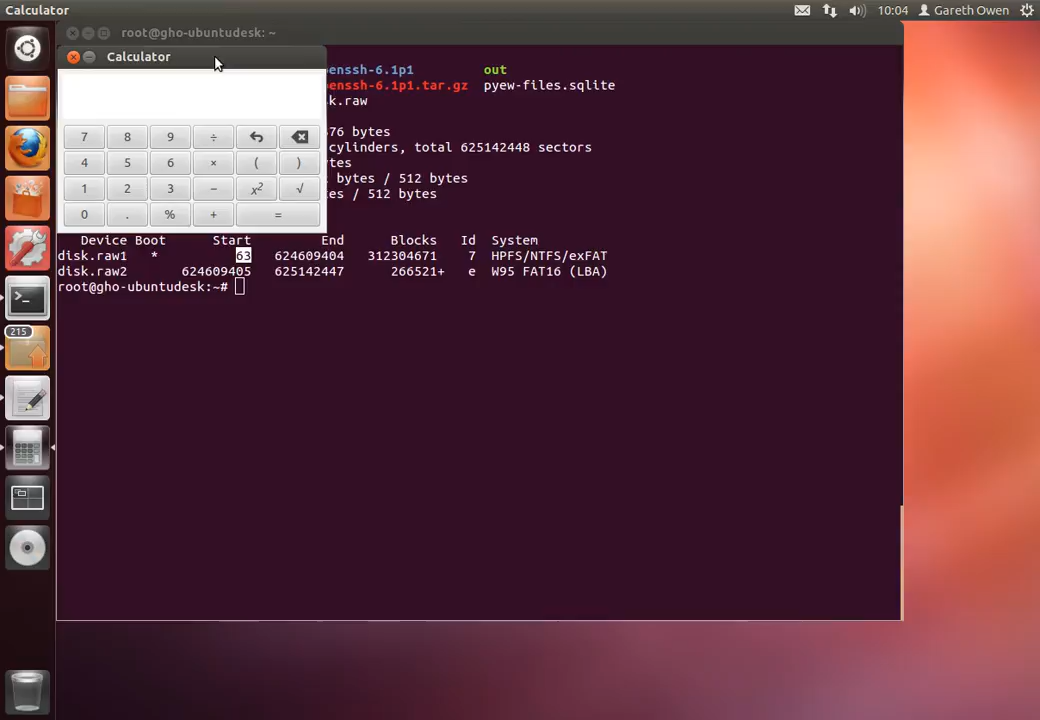 Calculator
10:04
Gareth Owen
root@gho-ubuntudesk: ~
Calculator
enssh-6.1p1 out
enssh-6.1p1.tar.gz pyew-files.sqlite
sk.raw
7 8 9 ÷
76 bytes
cylinders, total 625142448 sectors
4 5 6 × ( )
tes
bytes / 512 bytes
1 2 3 − x² √
es / 512 bytes
0 . % + =
Device Boot Start End Blocks Id System
disk.raw1 * 63 624609404 312304671 7 HPFS/NTFS/exFAT
disk.raw2 624609405 625142447 266521+ e W95 FAT16 (LBA)
root@gho-ubuntudesk:~#
215